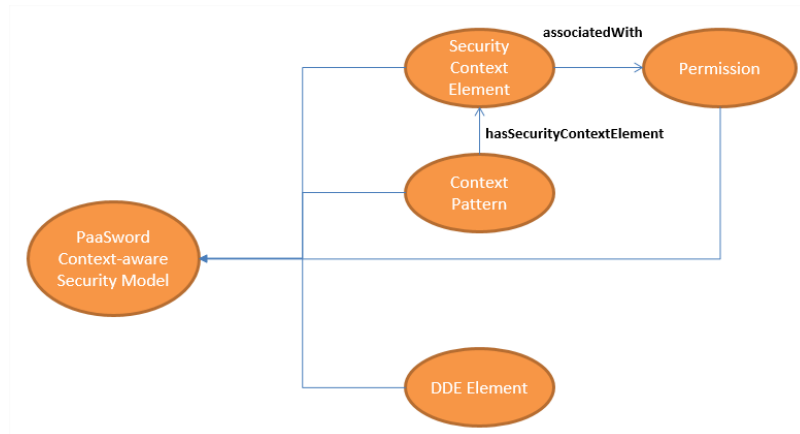 associatedWith
Security
Context
Element
Permission
hasSecurityContextElement
Context
Pattern
PaaSword
Context-aware
Security Model
DDE Element